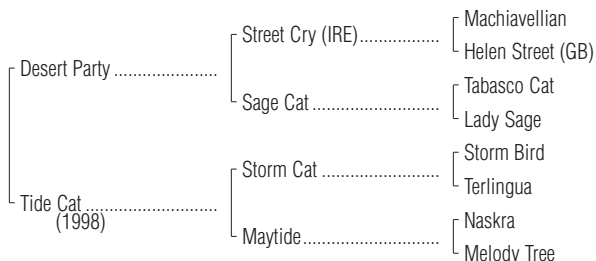 Machiavellian
Street Cry (IRE)..................
Helen Street (GB)
Desert Party .......................
Tabasco Cat
Sage Cat ............................
Lady Sage
Storm Bird
Storm Cat ..........................
Terlingua
Tide Cat .............................
(1998)
Naskra
Maytide..............................
Melody Tree